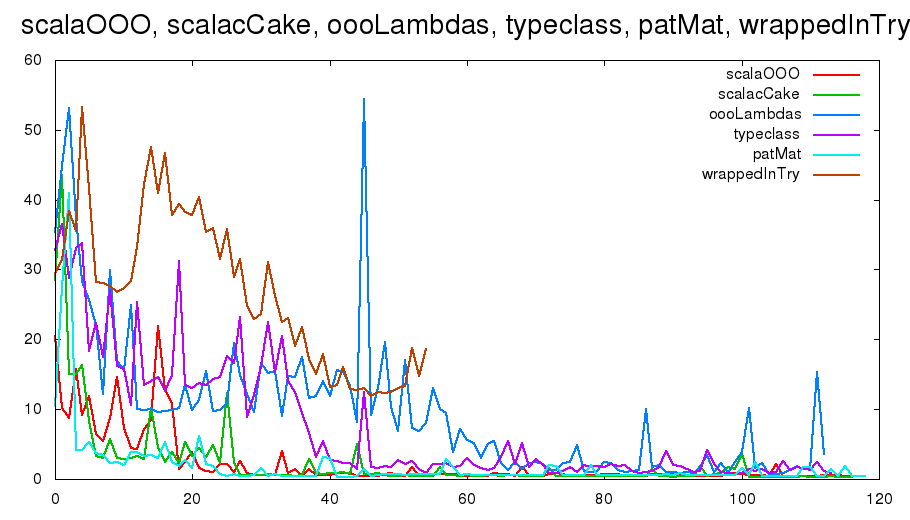 scalaOOO, scalacCake, oooLambdas, typeclass, patMat, wrappedInTry
60
50
40
30
20
10
0
scalaOOO
scalacCake
oooLambdas
typeclass
patMat
wrappedInTry
0 20 40 60 80 100 120